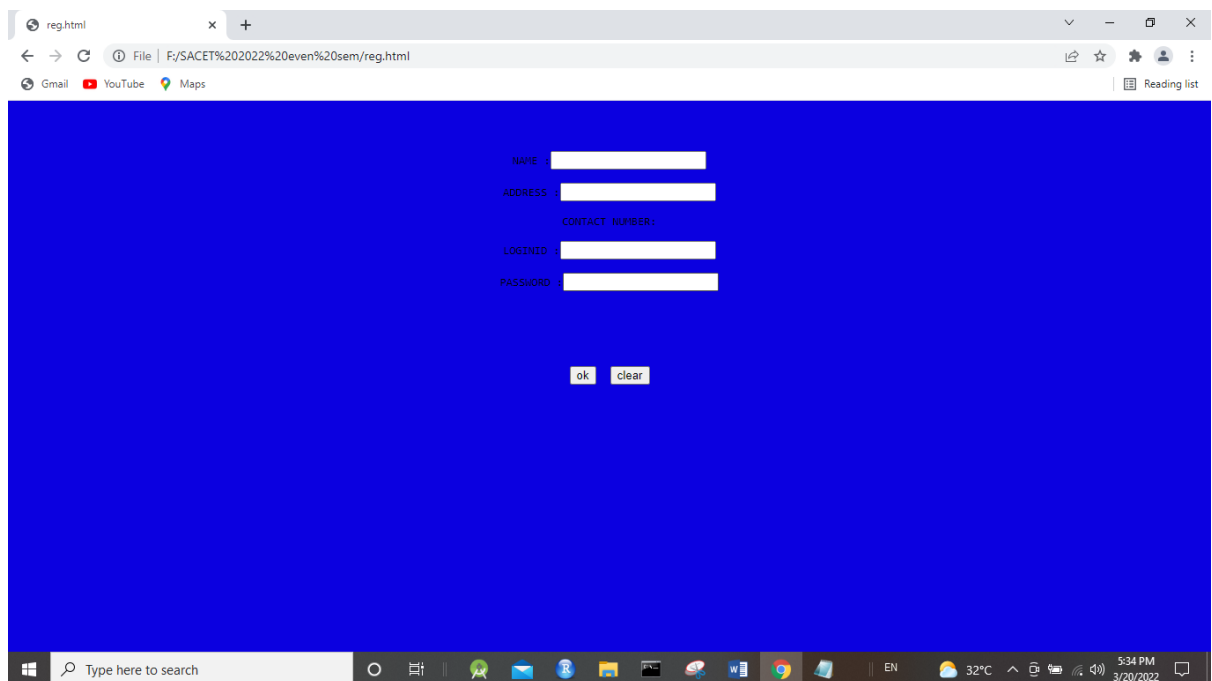 reg.html
File F:/SACET%202022%20even%20sem/reg.html
Gmail YouTube Maps Reading list
NAME :
ADDRESS :
CONTACT NUMBER:
LOGINID :
PASSWORD :
ok clear
Type here to search EN 32°C 5:34 PM
3/20/2022